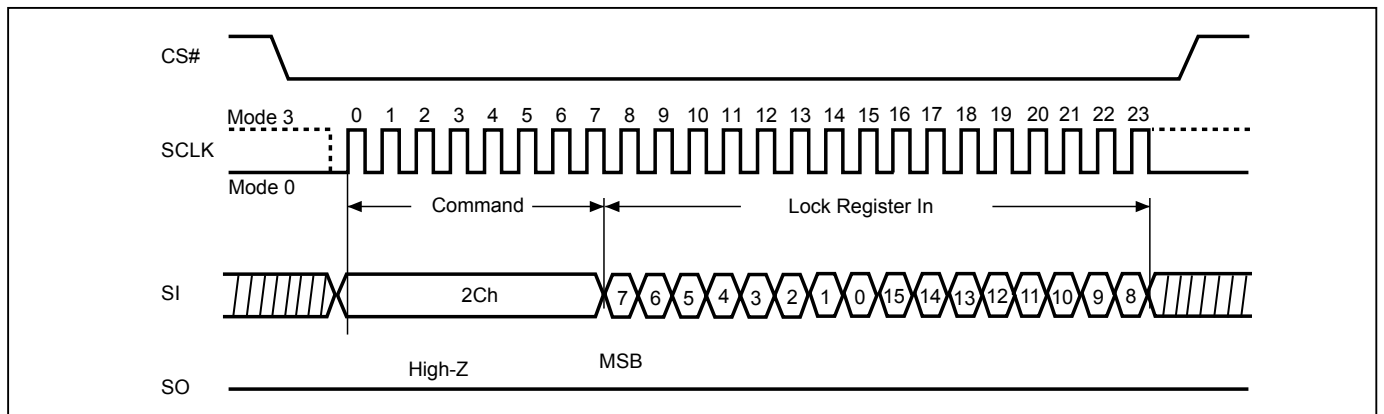 CS#
Mode 3 0 1 2 3 4 5 6 7 8 9 10 11 12 13 14 15 16 17 18 19 20 21 22 23
SCLK
Mode 0
Command Lock Register In
SI 2Ch 7 6 5 4 3 2 1 0 15 14 13 12 11 10 9 8
High-Z MSB
SO